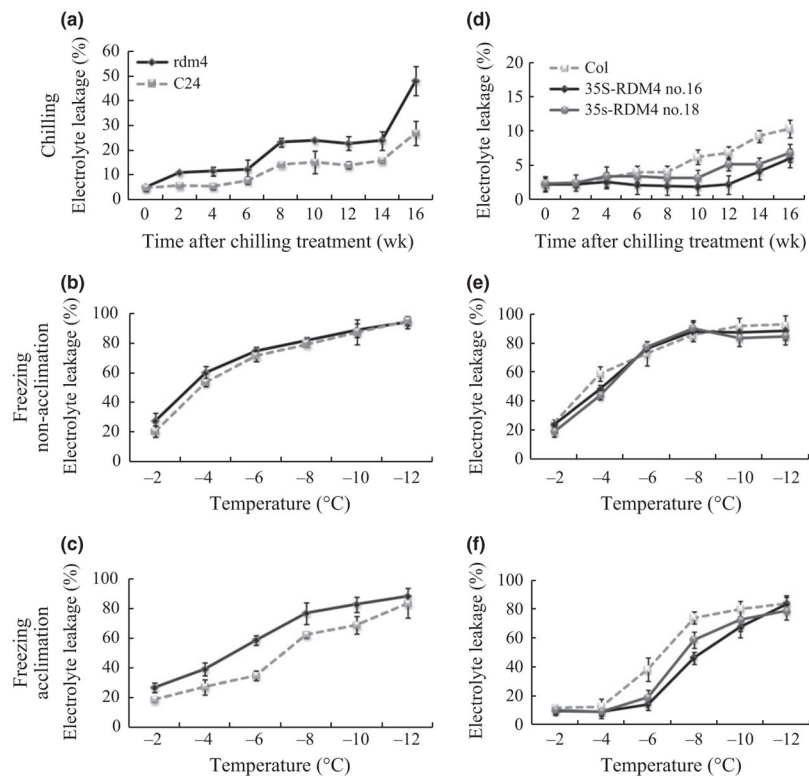 (a)
60
50
40
30
20
10
0
Chilling
Electrolyte leakage (%)
rdm4
C24
0 2 4 6 8 10 12 14 16
Time after chilling treatment (wk)
(d)
20
15
10
5
0
Electrolyte leakage (%)
Col
35S-RDM4 no.16
35s-RDM4 no.18
0 2 4 6 8 10 12 14 16
Time after chilling treatment (wk)
(b)
100
80
60
40
20
0
Freezing
non-acclimation
Electrolyte leakage (%)
–2 –4 –6 –8 –10 –12
Temperature (°C)
(e)
100
80
60
40
20
0
Electrolyte leakage (%)
–2 –4 –6 –8 –10 –12
Temperature (°C)
(c)
100
80
60
40
20
0
Freezing
acclimation
Electrolyte leakage (%)
–2 –4 –6 –8 –10 –12
Temperature (°C)
(f)
100
80
60
40
20
0
Electrolyte leakage (%)
–2 –4 –6 –8 –10 –12
Temperature (°C)